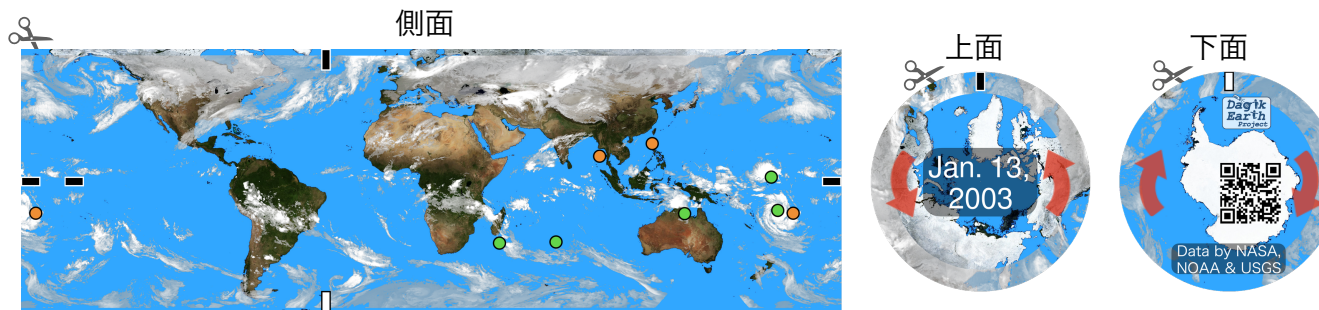 側面
上面
下面
Jan. 13,
2003
Dagik
Earth
Project
Data by NASA,
NOAA & USGS